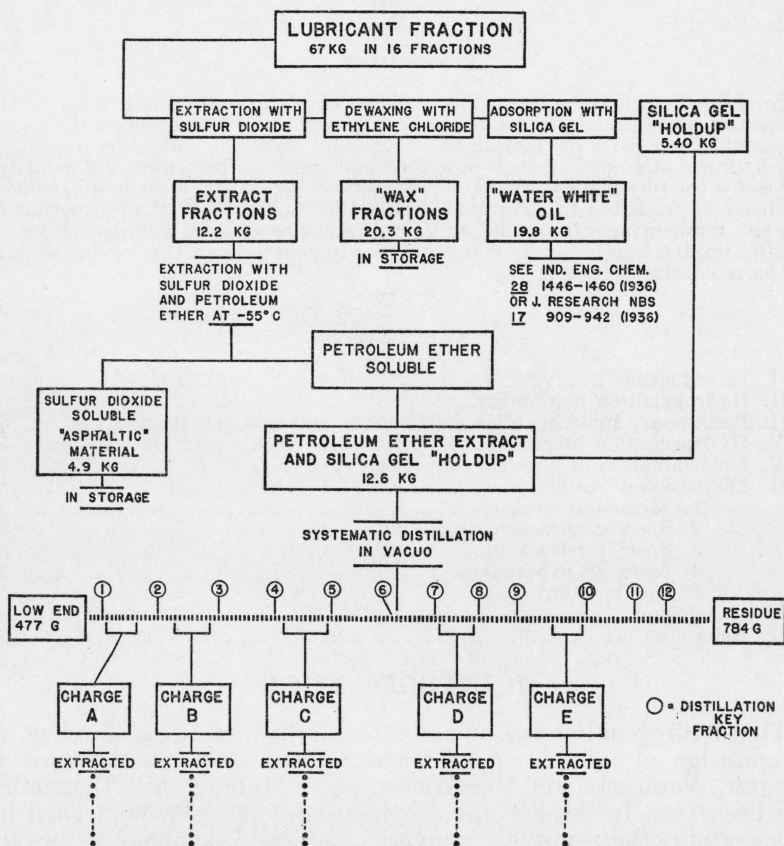 LUBRICANT FRACTION
67 KG IN 16 FRACTIONS
EXTRACTION WITH
SULFUR DIOXIDE
DEWAXING WITH
ETHYLENE CHLORIDE
ADSORPTION WITH
SILICA GEL
SILICA GEL
"HOLDUP"
5.40 KG
EXTRACT
FRACTIONS
12.2 KG
WAX
FRACTIONS
20.3 KG
"WATER WHITE"
OIL
19.8 KG
EXTRACTION WITH
SULFUR DIOXIDE
AND PETROLEUM
ETHER AT -55°C
IN STORAGE
SEE IND. ENG. CHEM.
28 1446-1460 (1936)
OR J. RESEARCH NBS
17 909-942 (1936)
PETROLEUM ETHER
SOLUBLE
SULFUR DIOXIDE
SOLUBLE
"ASPHALTIC"
MATERIAL
4.9 KG
IN STORAGE
PETROLEUM ETHER EXTRACT
AND SILICA GEL "HOLDUP"
12.6 KG
SYSTEMATIC DISTILLATION
IN VACUO
1 2 3 4 5 6 7 8 9 10 11 12
LOW END
477 G
RESIDUE
784 G
CHARGE
A
CHARGE
B
CHARGE
C
CHARGE
D
CHARGE
E
○ = DISTILLATION
KEY
FRACTION
EXTRACTED
EXTRACTED
EXTRACTED
EXTRACTED
EXTRACTED